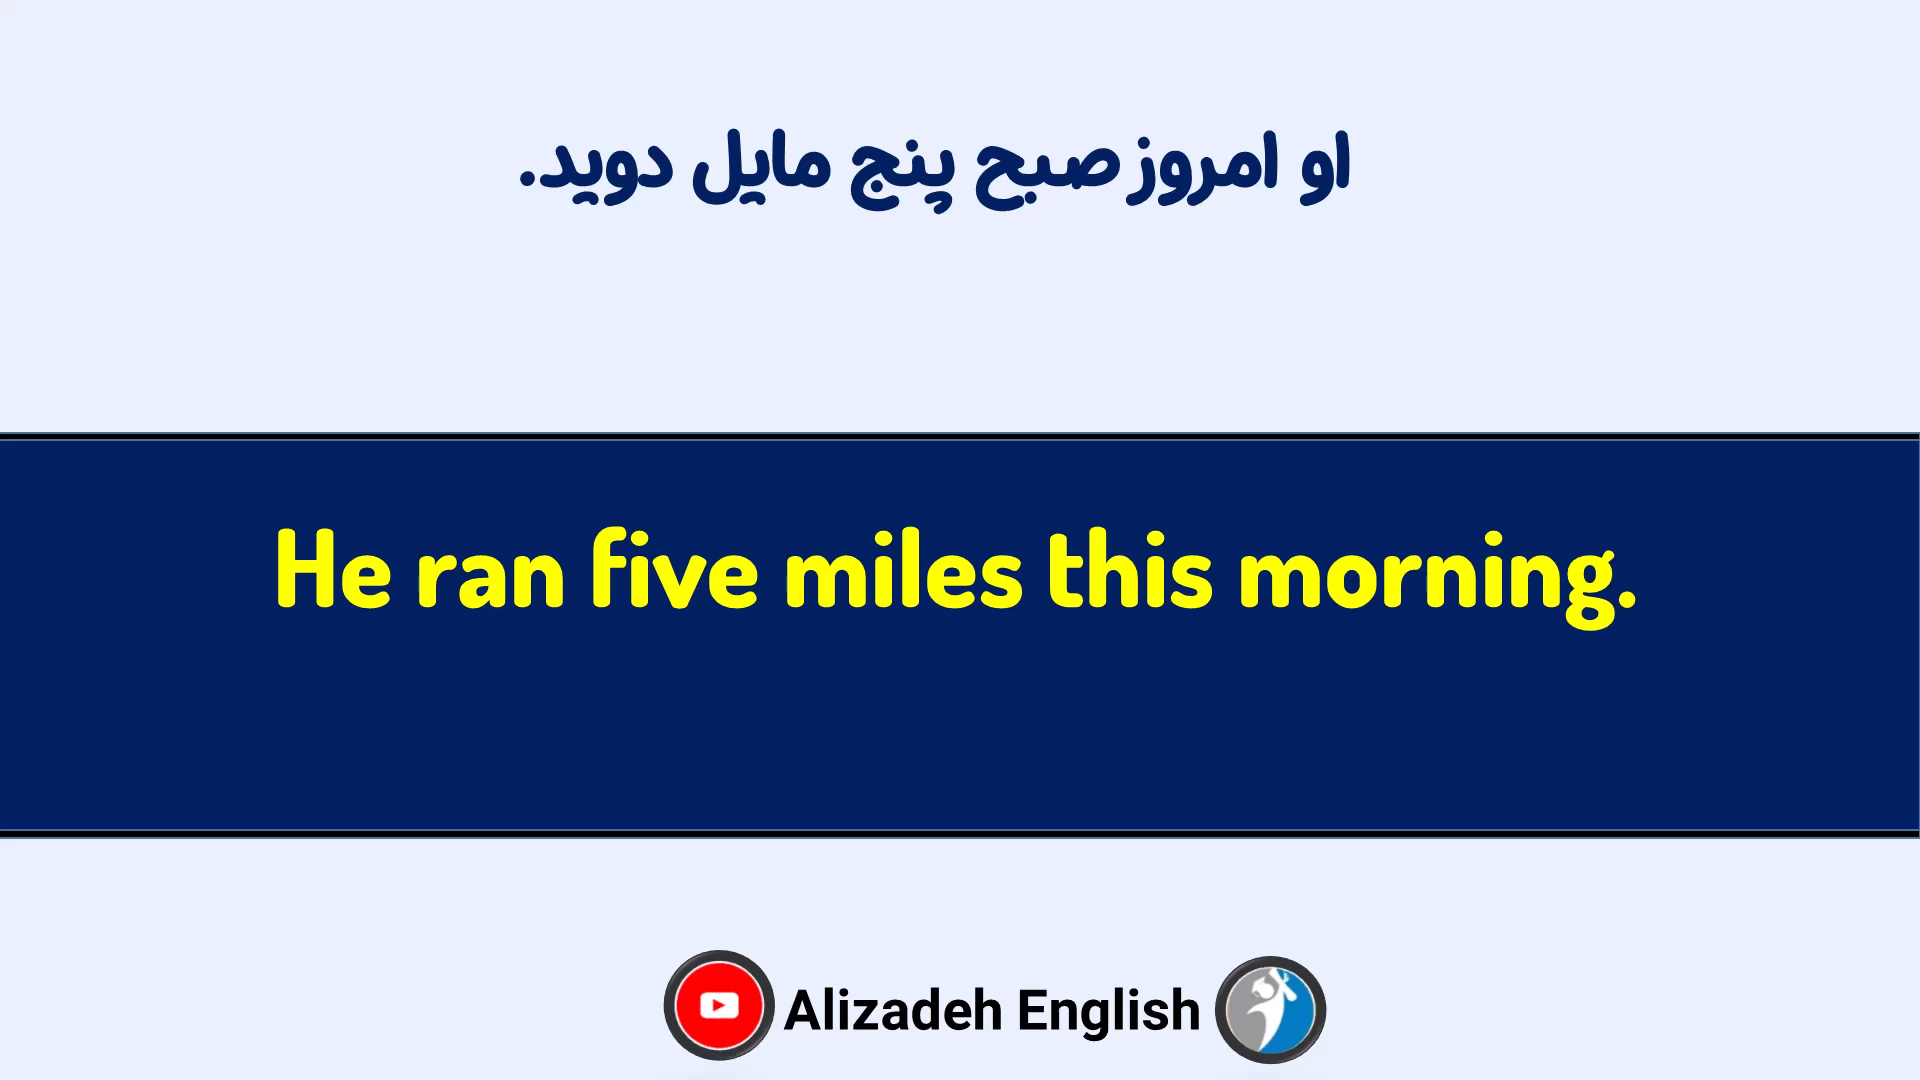 او امروز صبح پنج مایل دوید.
He ran five miles this morning.
Alizadeh English